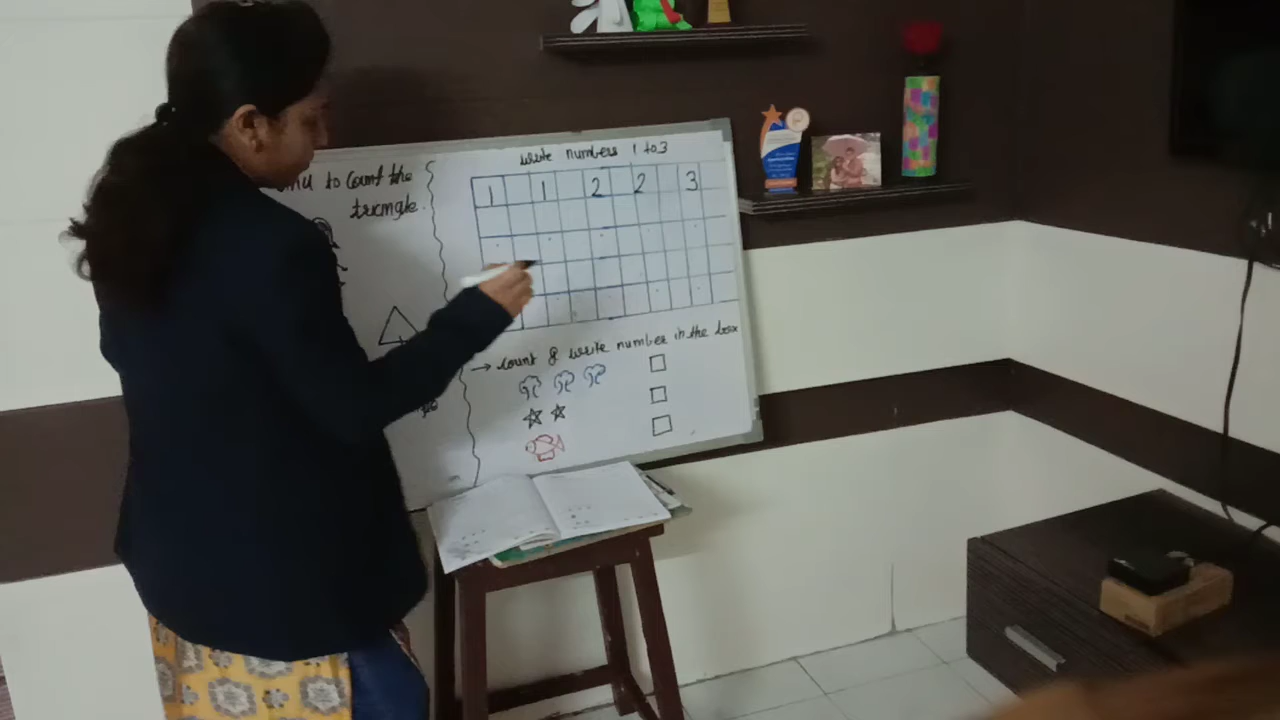 to Count the
triangle.
write numbers 1 to 3
1 1 2 2 3
→ count & write number in the box